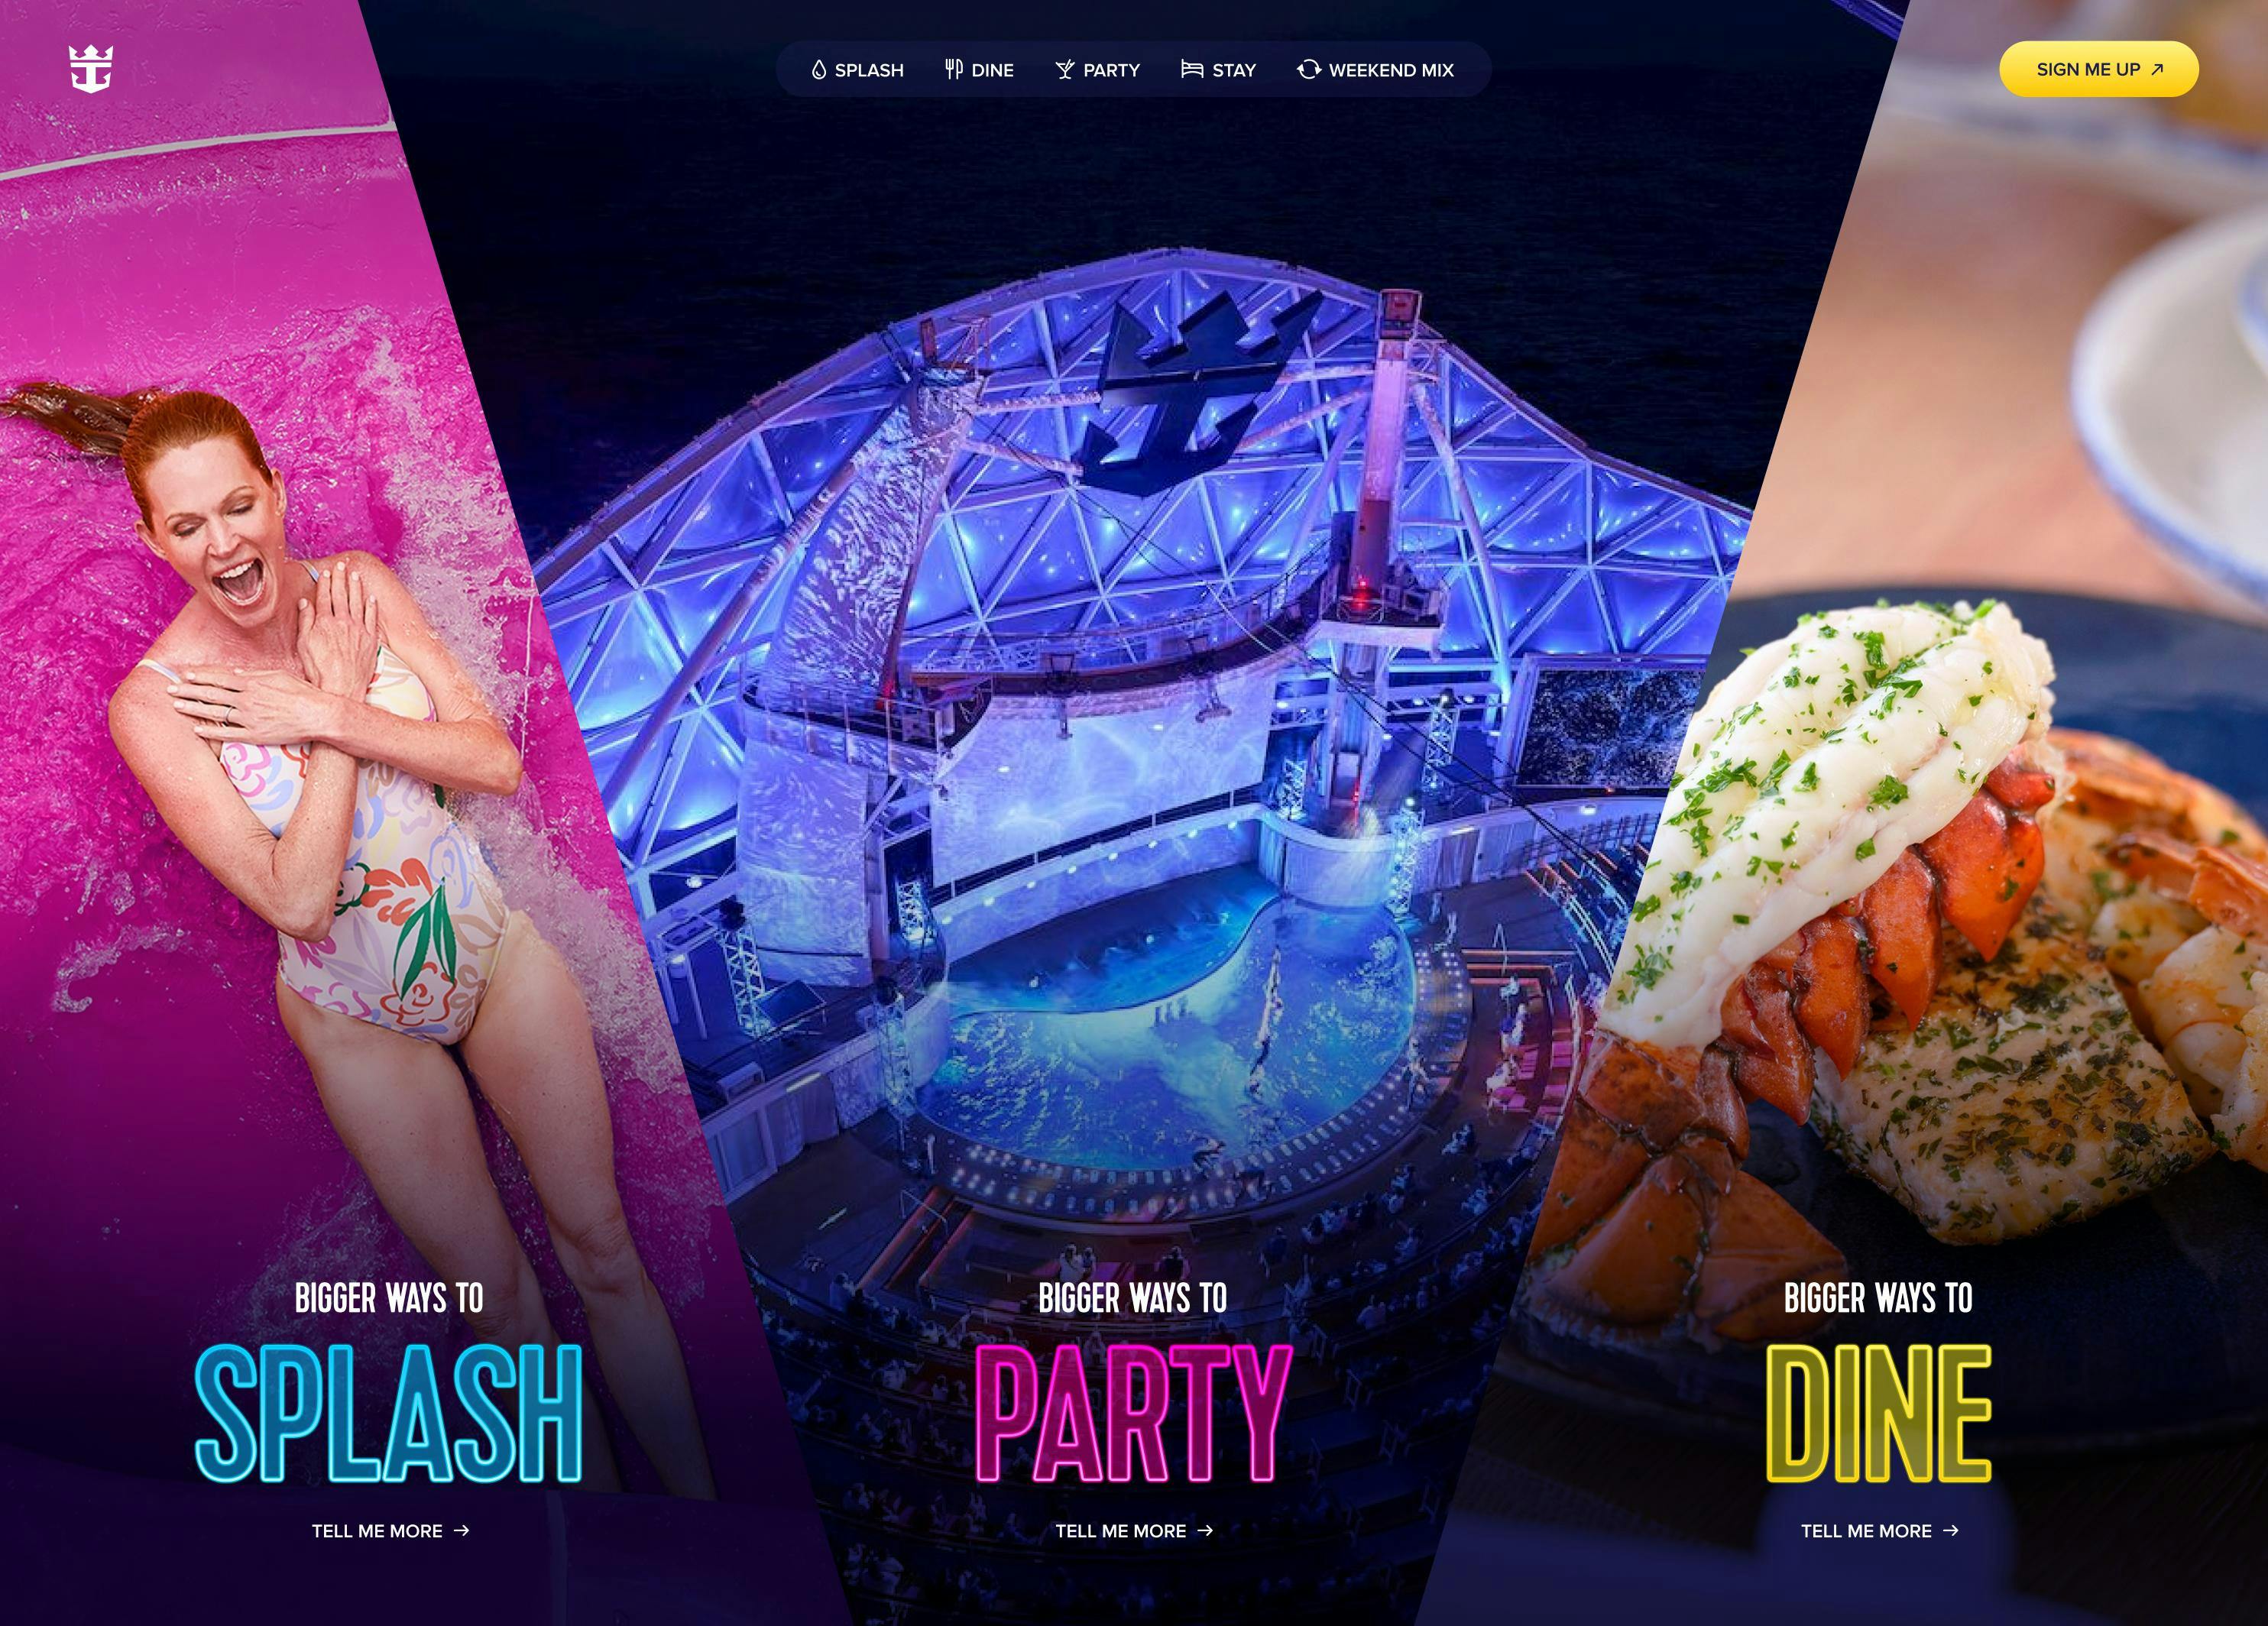 SPLASH
DINE
PARTY
STAY
WEEKEND MIX
SIGN ME UP
BIGGER WAYS TO
SPLASH
TELL ME MORE
BIGGER WAYS TO
PARTY
TELL ME MORE
BIGGER WAYS TO
DINE
TELL ME MORE